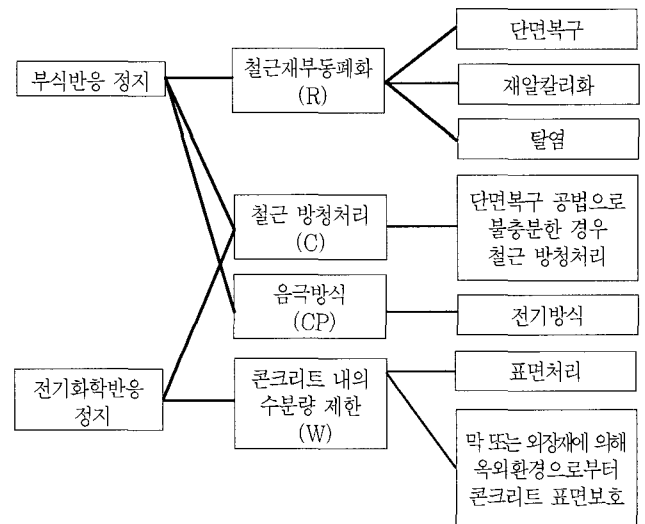 단면복구
부식반응 정지
철근재부동폐화
(R)
재알칼리화
탈염
철근 방청처리
(C)
단면복구 공법으로
불충분한 경우
철근 방청처리
음극방식
(CP)
전기방식
전기화학반응
정지
콘크리트 내의
수분량 제한
(W)
표면처리
막 또는 외장재에 의해
옥외환경으로부터
콘크리트 표면보호